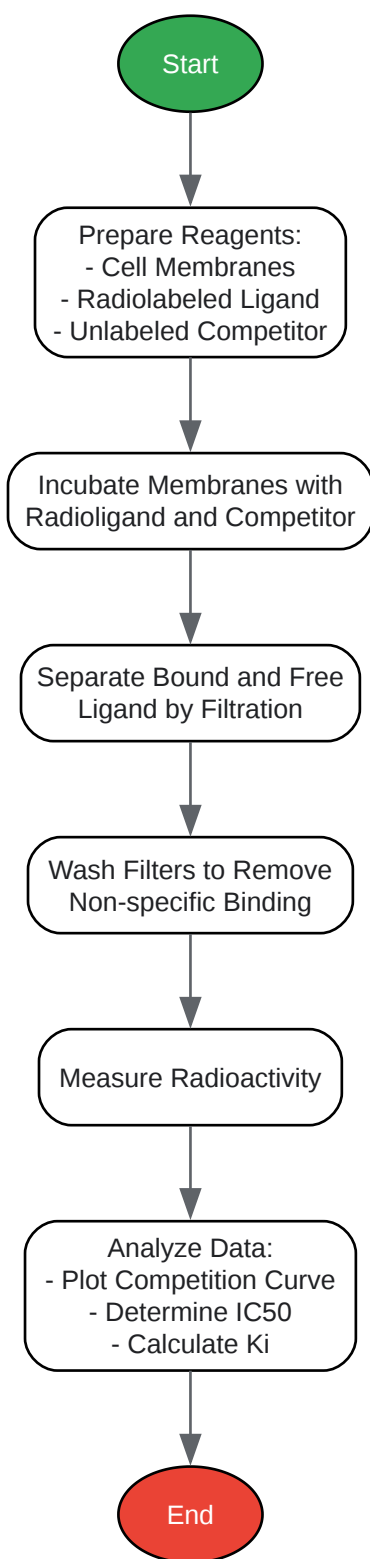 Start
Prepare Reagents:
- Cell Membranes
- Radiolabeled Ligand
- Unlabeled Competitor
Incubate Membranes with
Radioligand and Competitor
Separate Bound and Free
Ligand by Filtration
Wash Filters to Remove
Non-specific Binding
Measure Radioactivity
Analyze Data:
- Plot Competition Curve
- Determine IC50
- Calculate Ki
End